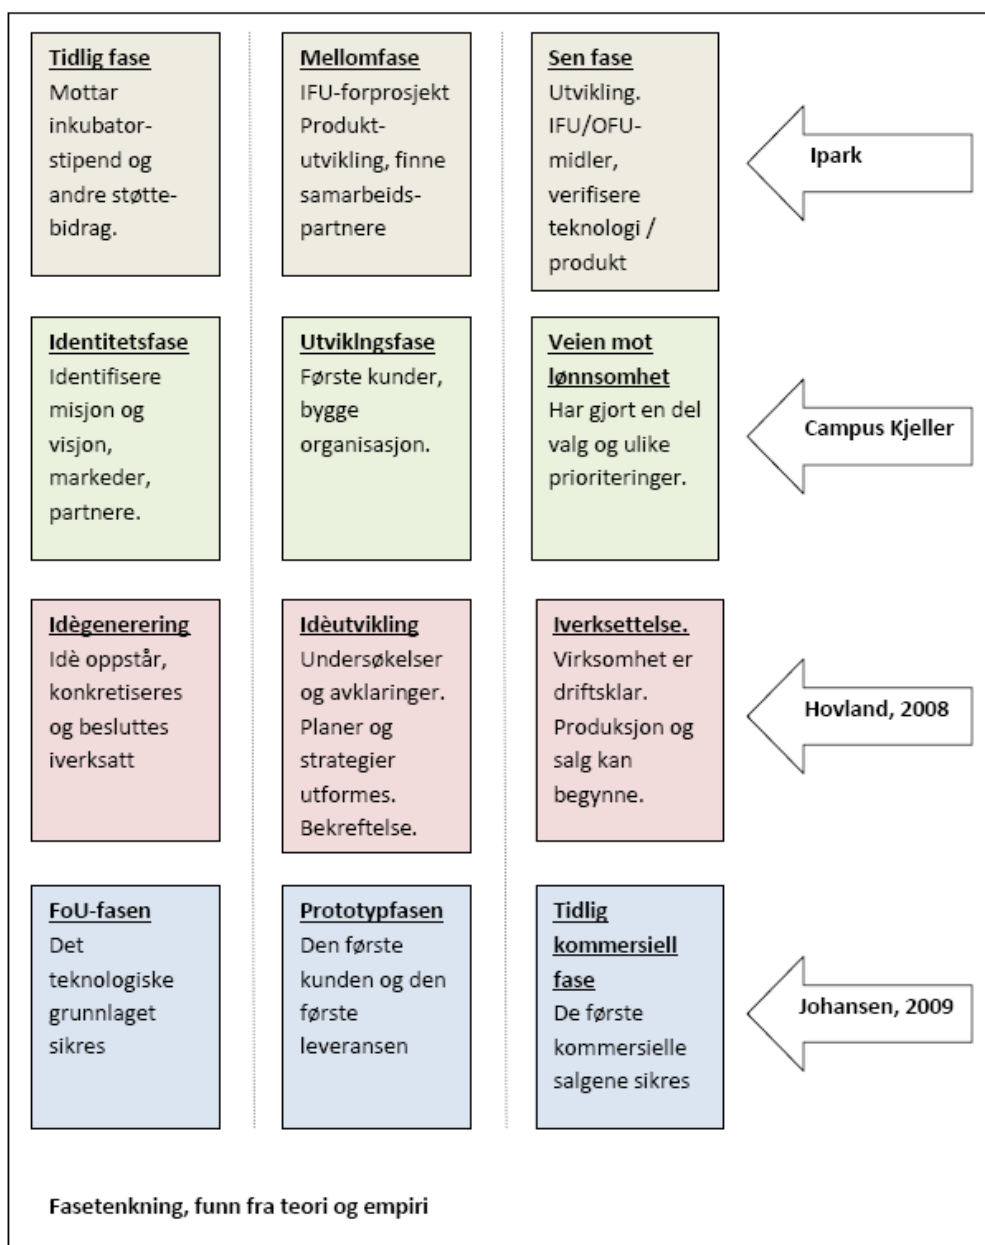 Tidlig fase
Mottar
inkubator-
stipend og
andre støtte-
bidrag.
Mellomfase
IFU-forprosjekt
Produkt-
utvikling, finne
samarbeids-
partnere
Sen fase
Utvikling.
IFU/OFU-
midler,
verifisere
teknologi /
produkt
Ipark
Identitetsfase
Identifisere
misjon og
visjon,
markeder,
partnere.
Utviklngsfase
Første kunder,
bygge
organisasjon.
Veien mot
lønnsomhet
Har gjort en del
valg og ulike
prioriteringer.
Campus Kjeller
Idègenerering
Idè oppstår,
konkretiseres
og besluttes
iverksatt
Idèutvikling
Undersøkelser
og avklaringer.
Planer og
strategier
utformes.
Bekreftelse.
Iverksettelse.
Virksomhet er
driftsklar.
Produksjon og
salg kan
begynne.
Hovland, 2008
FoU-fasen
Det
teknologiske
grunnlaget
sikres
Prototypfasen
Den første
kunden og den
første
leveransen
Tidlig
kommersiell
fase
De første
kommersielle
salgene sikres
Johansen, 2009
Fasetenkning, funn fra teori og empiri